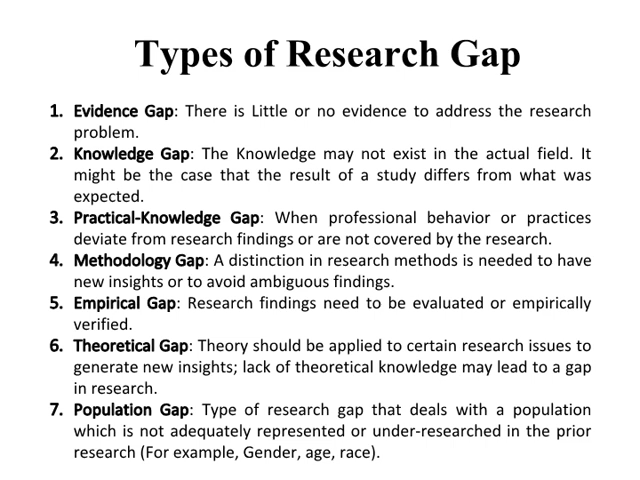 Types of Research Gap
1. Evidence Gap: There is Little or no evidence to address the research
problem.
2. Knowledge Gap: The Knowledge may not exist in the actual field. It
might be the case that the result of a study differs from what was
expected.
3. Practical-Knowledge Gap: When professional behavior or practices
deviate from research findings or are not covered by the research.
4. Methodology Gap: A distinction in research methods is needed to have
new insights or to avoid ambiguous findings.
5. Empirical Gap: Research findings need to be evaluated or empirically
verified.
6. Theoretical Gap: Theory should be applied to certain research issues to
generate new insights; lack of theoretical knowledge may lead to a gap
in research.
7. Population Gap: Type of research gap that deals with a population
which is not adequately represented or under-researched in the prior
research (For example, Gender, age, race).